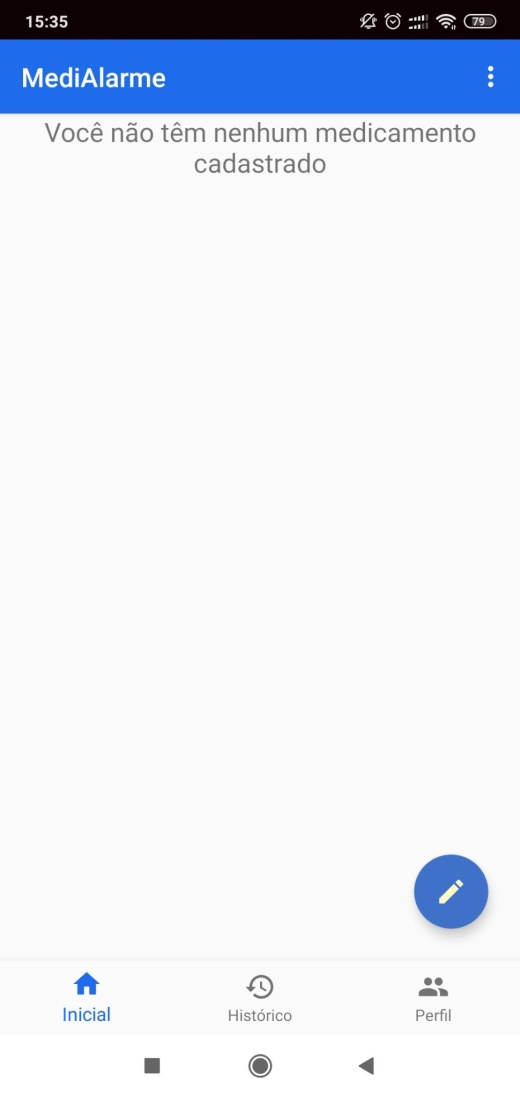 15:35
79
MediAlarme
Você não têm nenhum medicamento
cadastrado
Inicial
Histórico
Perfil